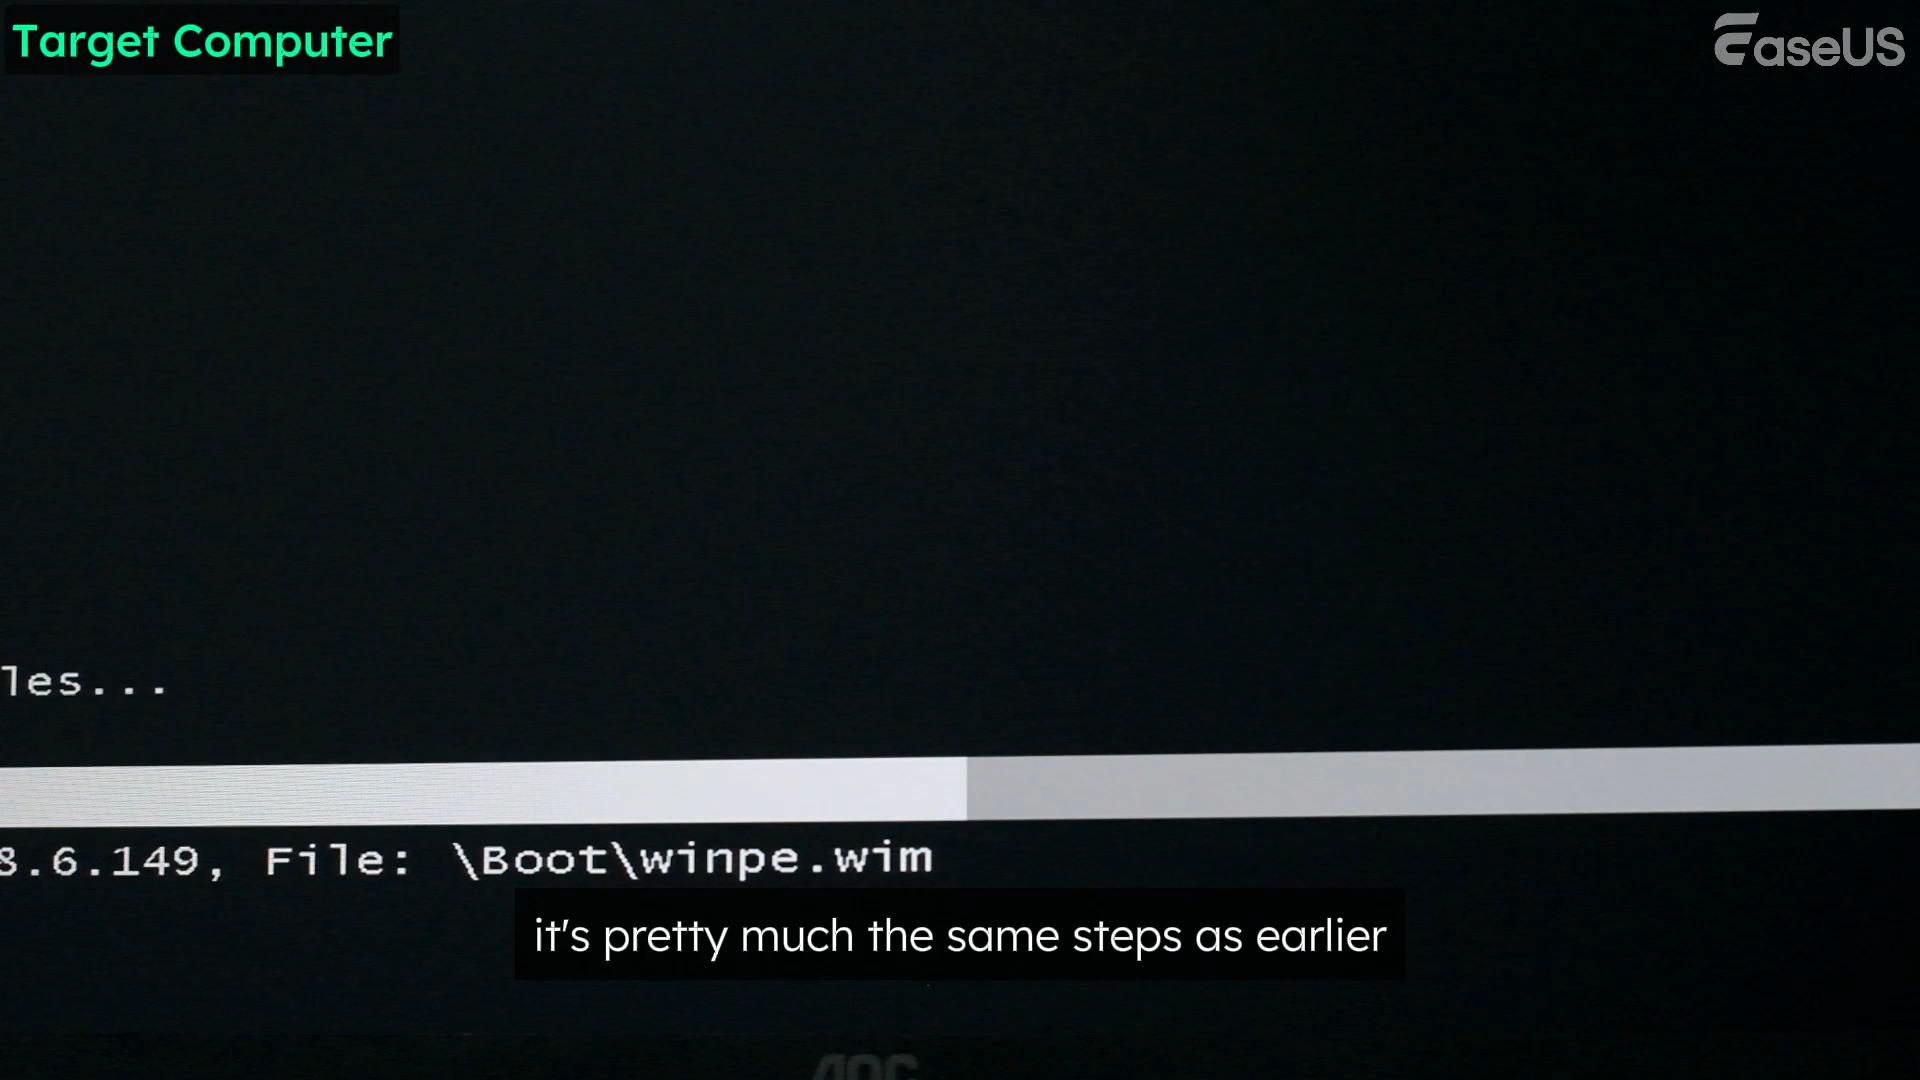 Target Computer
EaseUS
les...
8.6.149, File: \Boot\winpe.wim
it's pretty much the same steps as earlier
AOC